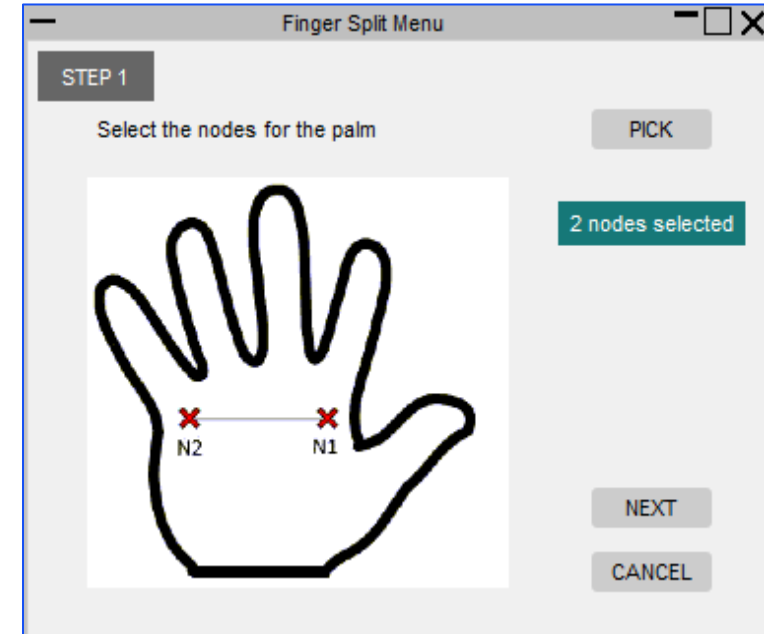 Finger Split Menu
STEP 1
Select the nodes for the palm
PICK
2 nodes selected
N2
N1
NEXT
CANCEL